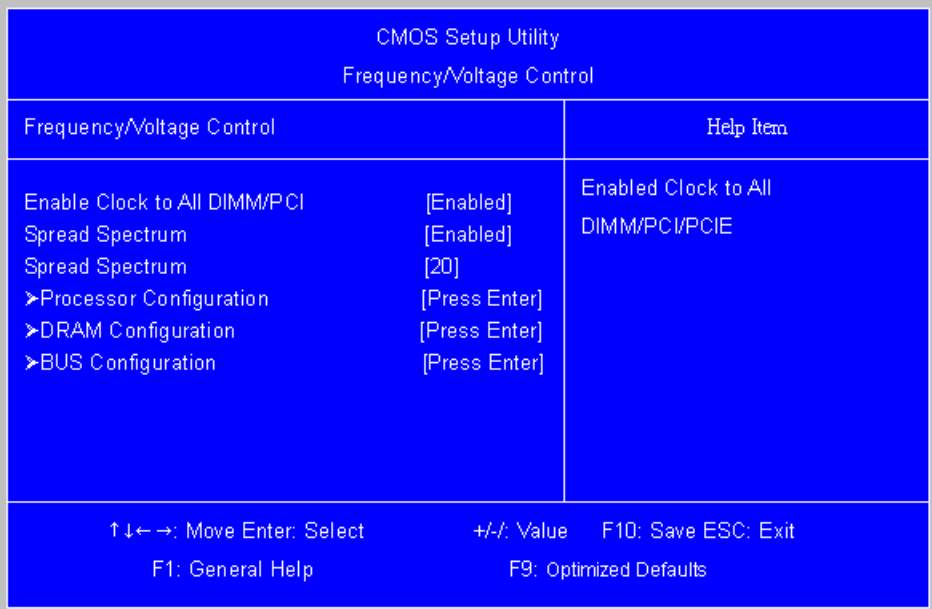 CMOS Setup Utility
Frequency/Voltage Control
Frequency/Voltage Control
Help Item
Enable Clock to All DIMM/PCI [Enabled]
Spread Spectrum [Enabled]
Spread Spectrum [20]
➢Processor Configuration [Press Enter]
➢DRAM Configuration [Press Enter]
➢BUS Configuration [Press Enter]
Enabled Clock to All
DIMM/PCI/PCIE
↑↓←→: Move Enter: Select +/-/: Value F10: Save ESC: Exit
F1: General Help F9: Optimized Defaults